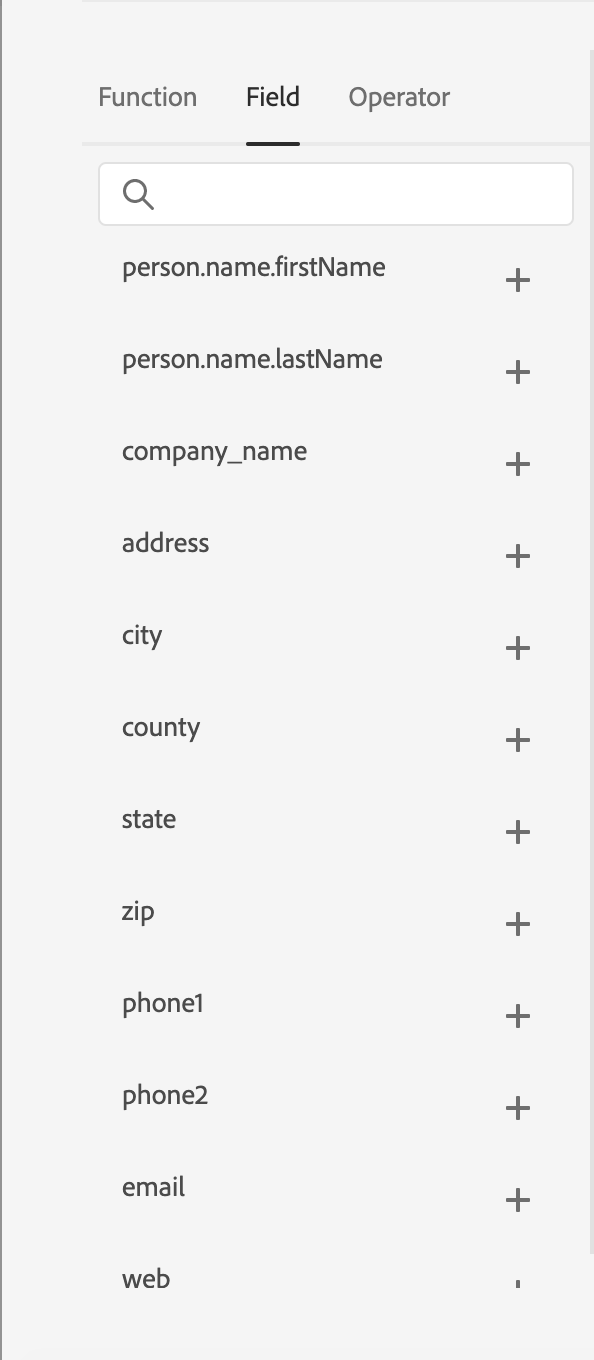 Function Field Operator
person.name.firstName
person.name.lastName
company_name
address
city
county
state
zip
phone1
phone2
email
web